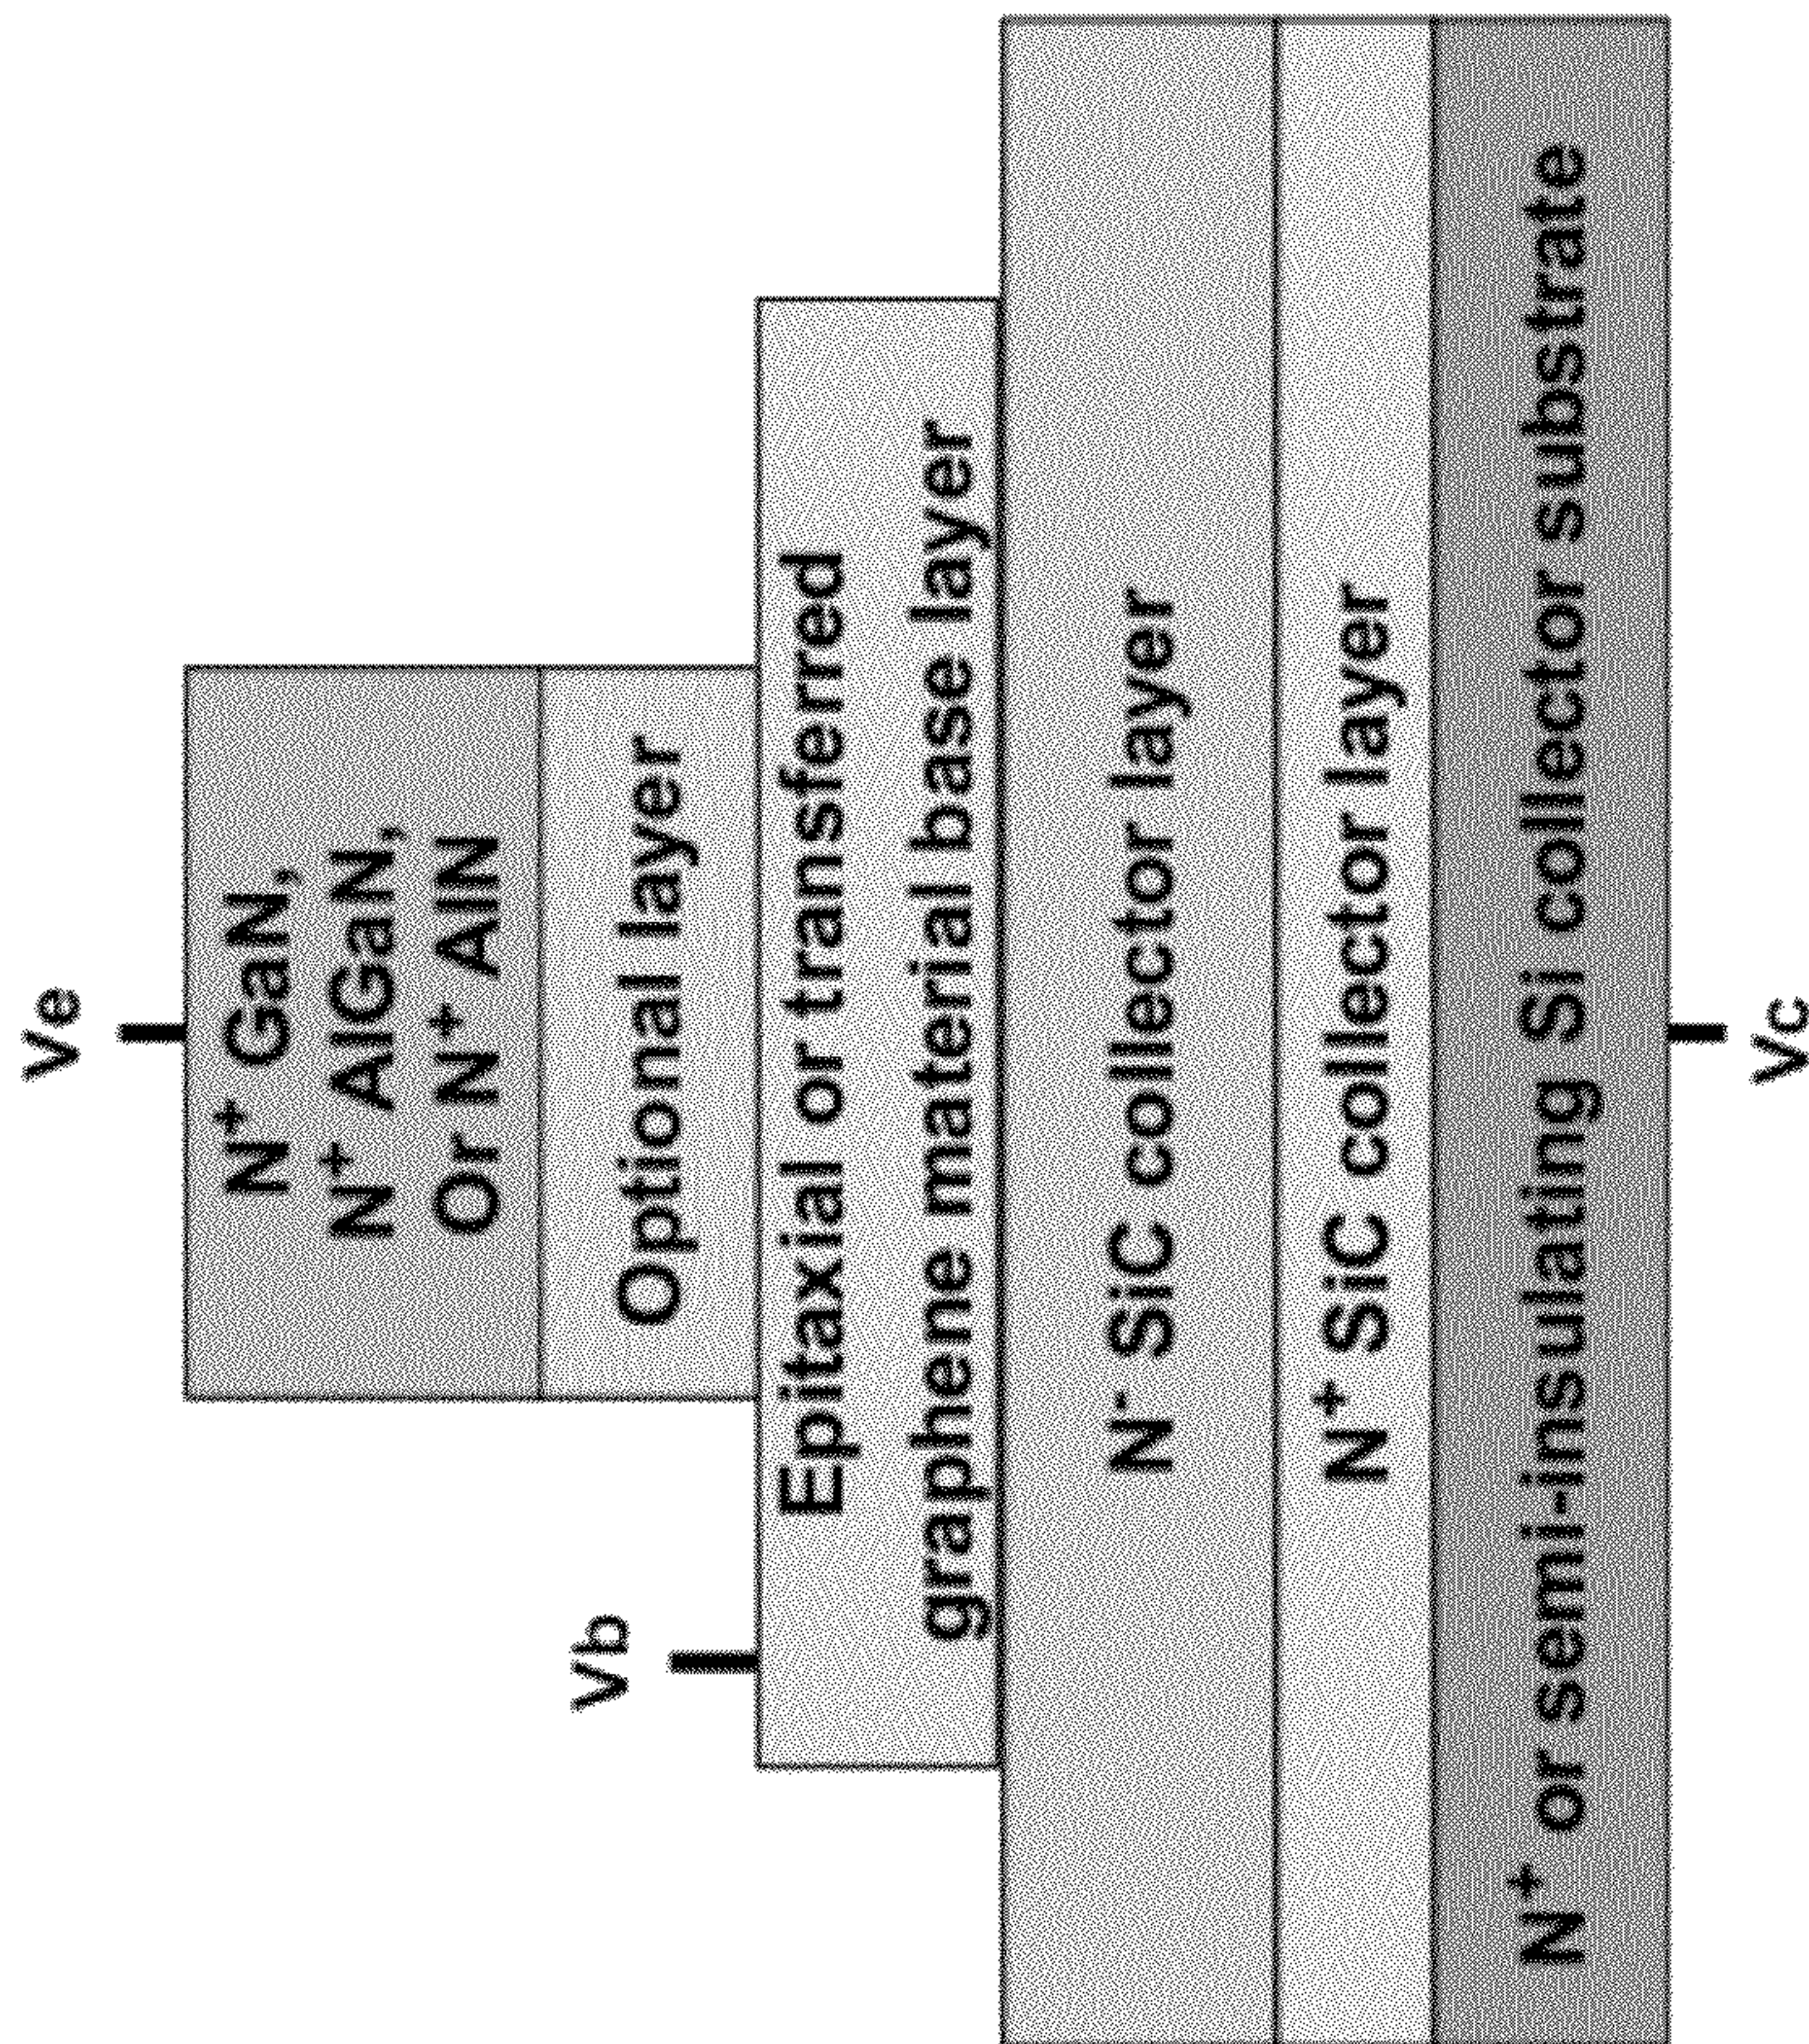 Ve
N⁺ GaN,
N⁺ AlGaN,
Or N⁺ AlN
Optional layer
Vb
Epitaxial or transferred
graphene material base layer
N⁻ SiC collector layer
N⁺ SiC collector layer
N⁺ or semi-insulating Si collector substrate
Vc